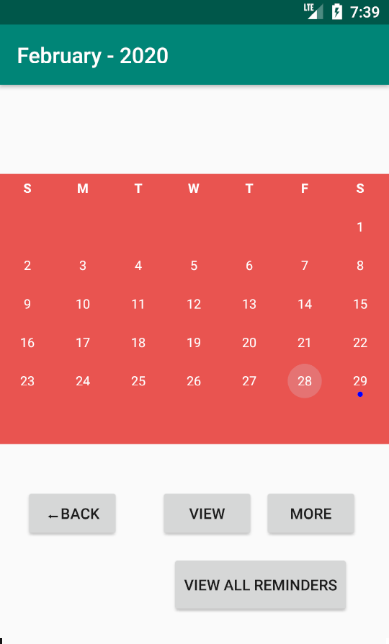 LTE 7:39
February - 2020
S M T W T F S
1
2 3 4 5 6 7 8
9 10 11 12 13 14 15
16 17 18 19 20 21 22
23 24 25 26 27 28 29
←BACK VIEW MORE
VIEW ALL REMINDERS